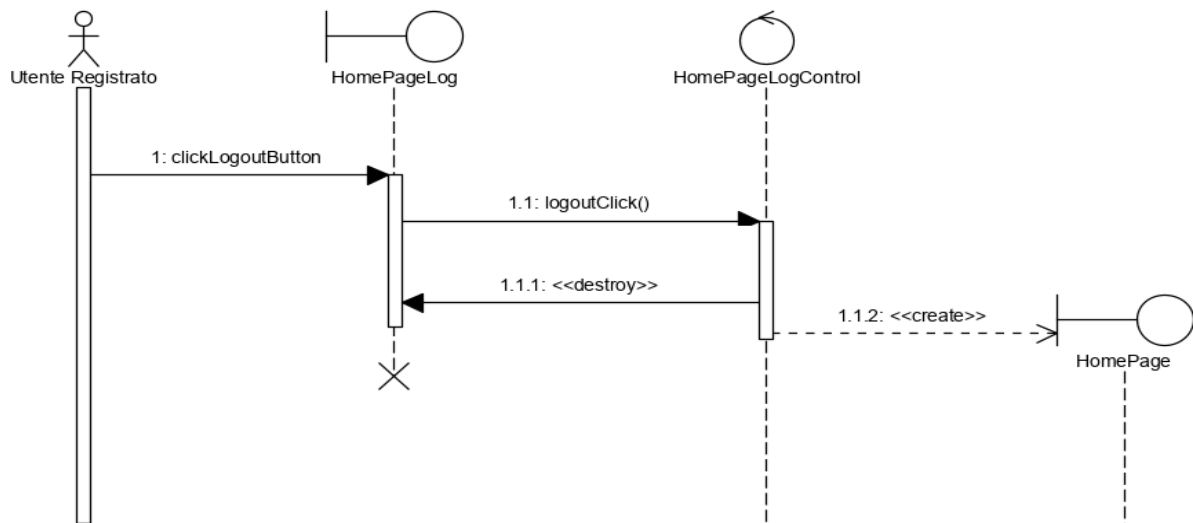 Utente Registrato
HomePageLog
HomePageLogControl
1: clickLogoutButton
1.1: logoutClick()
1.1.1: <<destroy>>
1.1.2: <<create>>
HomePage